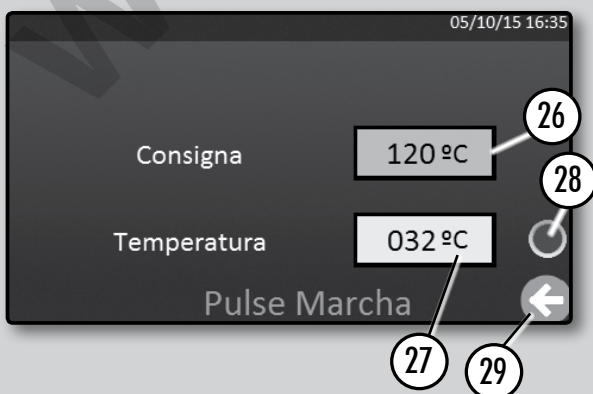 05/10/15 16:35
26
Consigna 120 ºC
28
Temperatura 032 ºC
Pulse Marcha
27
29